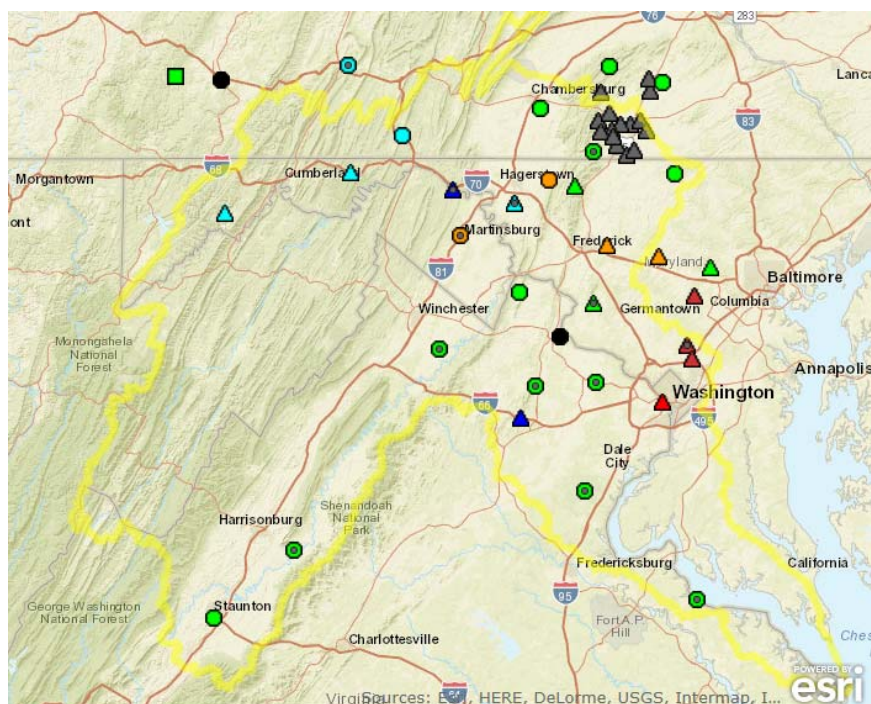 76
283
Chambersburg
Lanca
83
68
Morgantown
Cumberland
70
Hagerstown
ont
Martinsburg
Frederick
81
Maryland
Baltimore
Winchester
Germantown
Columbia
Monongahela
National
Forest
Annapolis
Washington
66
495
Dale
City
Shenandoah
National
Park
Harrisonburg
Fredericksburg
California
George Washington
National Forest
Staunton
95
Fort A.P.
Hill
Charlottesville
Ches
POWERED BY
esri
64
Virginia
Sources: Esri, HERE, DeLorme, USGS, Intermap, I...